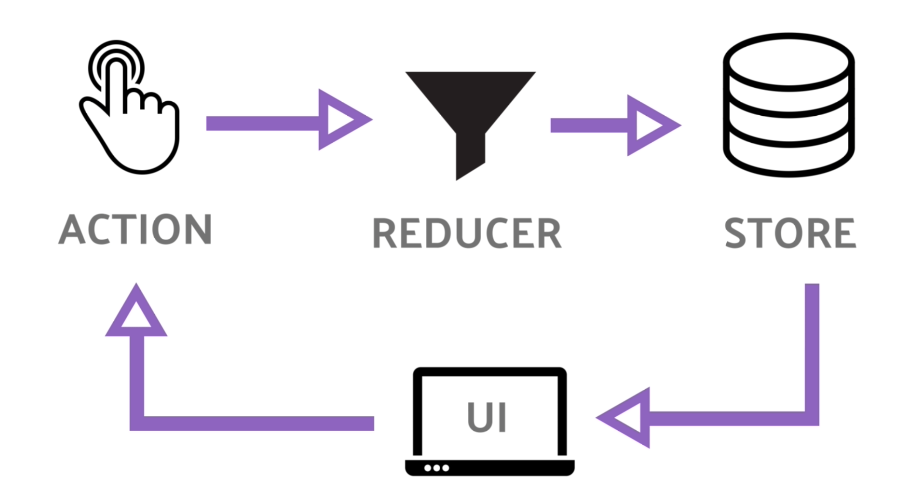 ACTION
REDUCER
STORE
UI